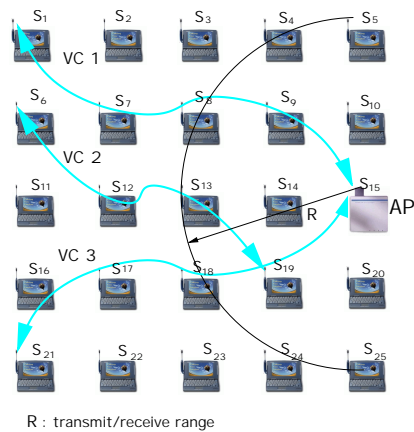 S1 S2 S3 S4 S5
VC 1
S6 S7 S8 S9 S10
VC 2
S11 S12 S13 S14 S15
R
AP
VC 3
S16 S17 S18 S19 S20
S21 S22 S23 S24 S25
R : transmit/receive range